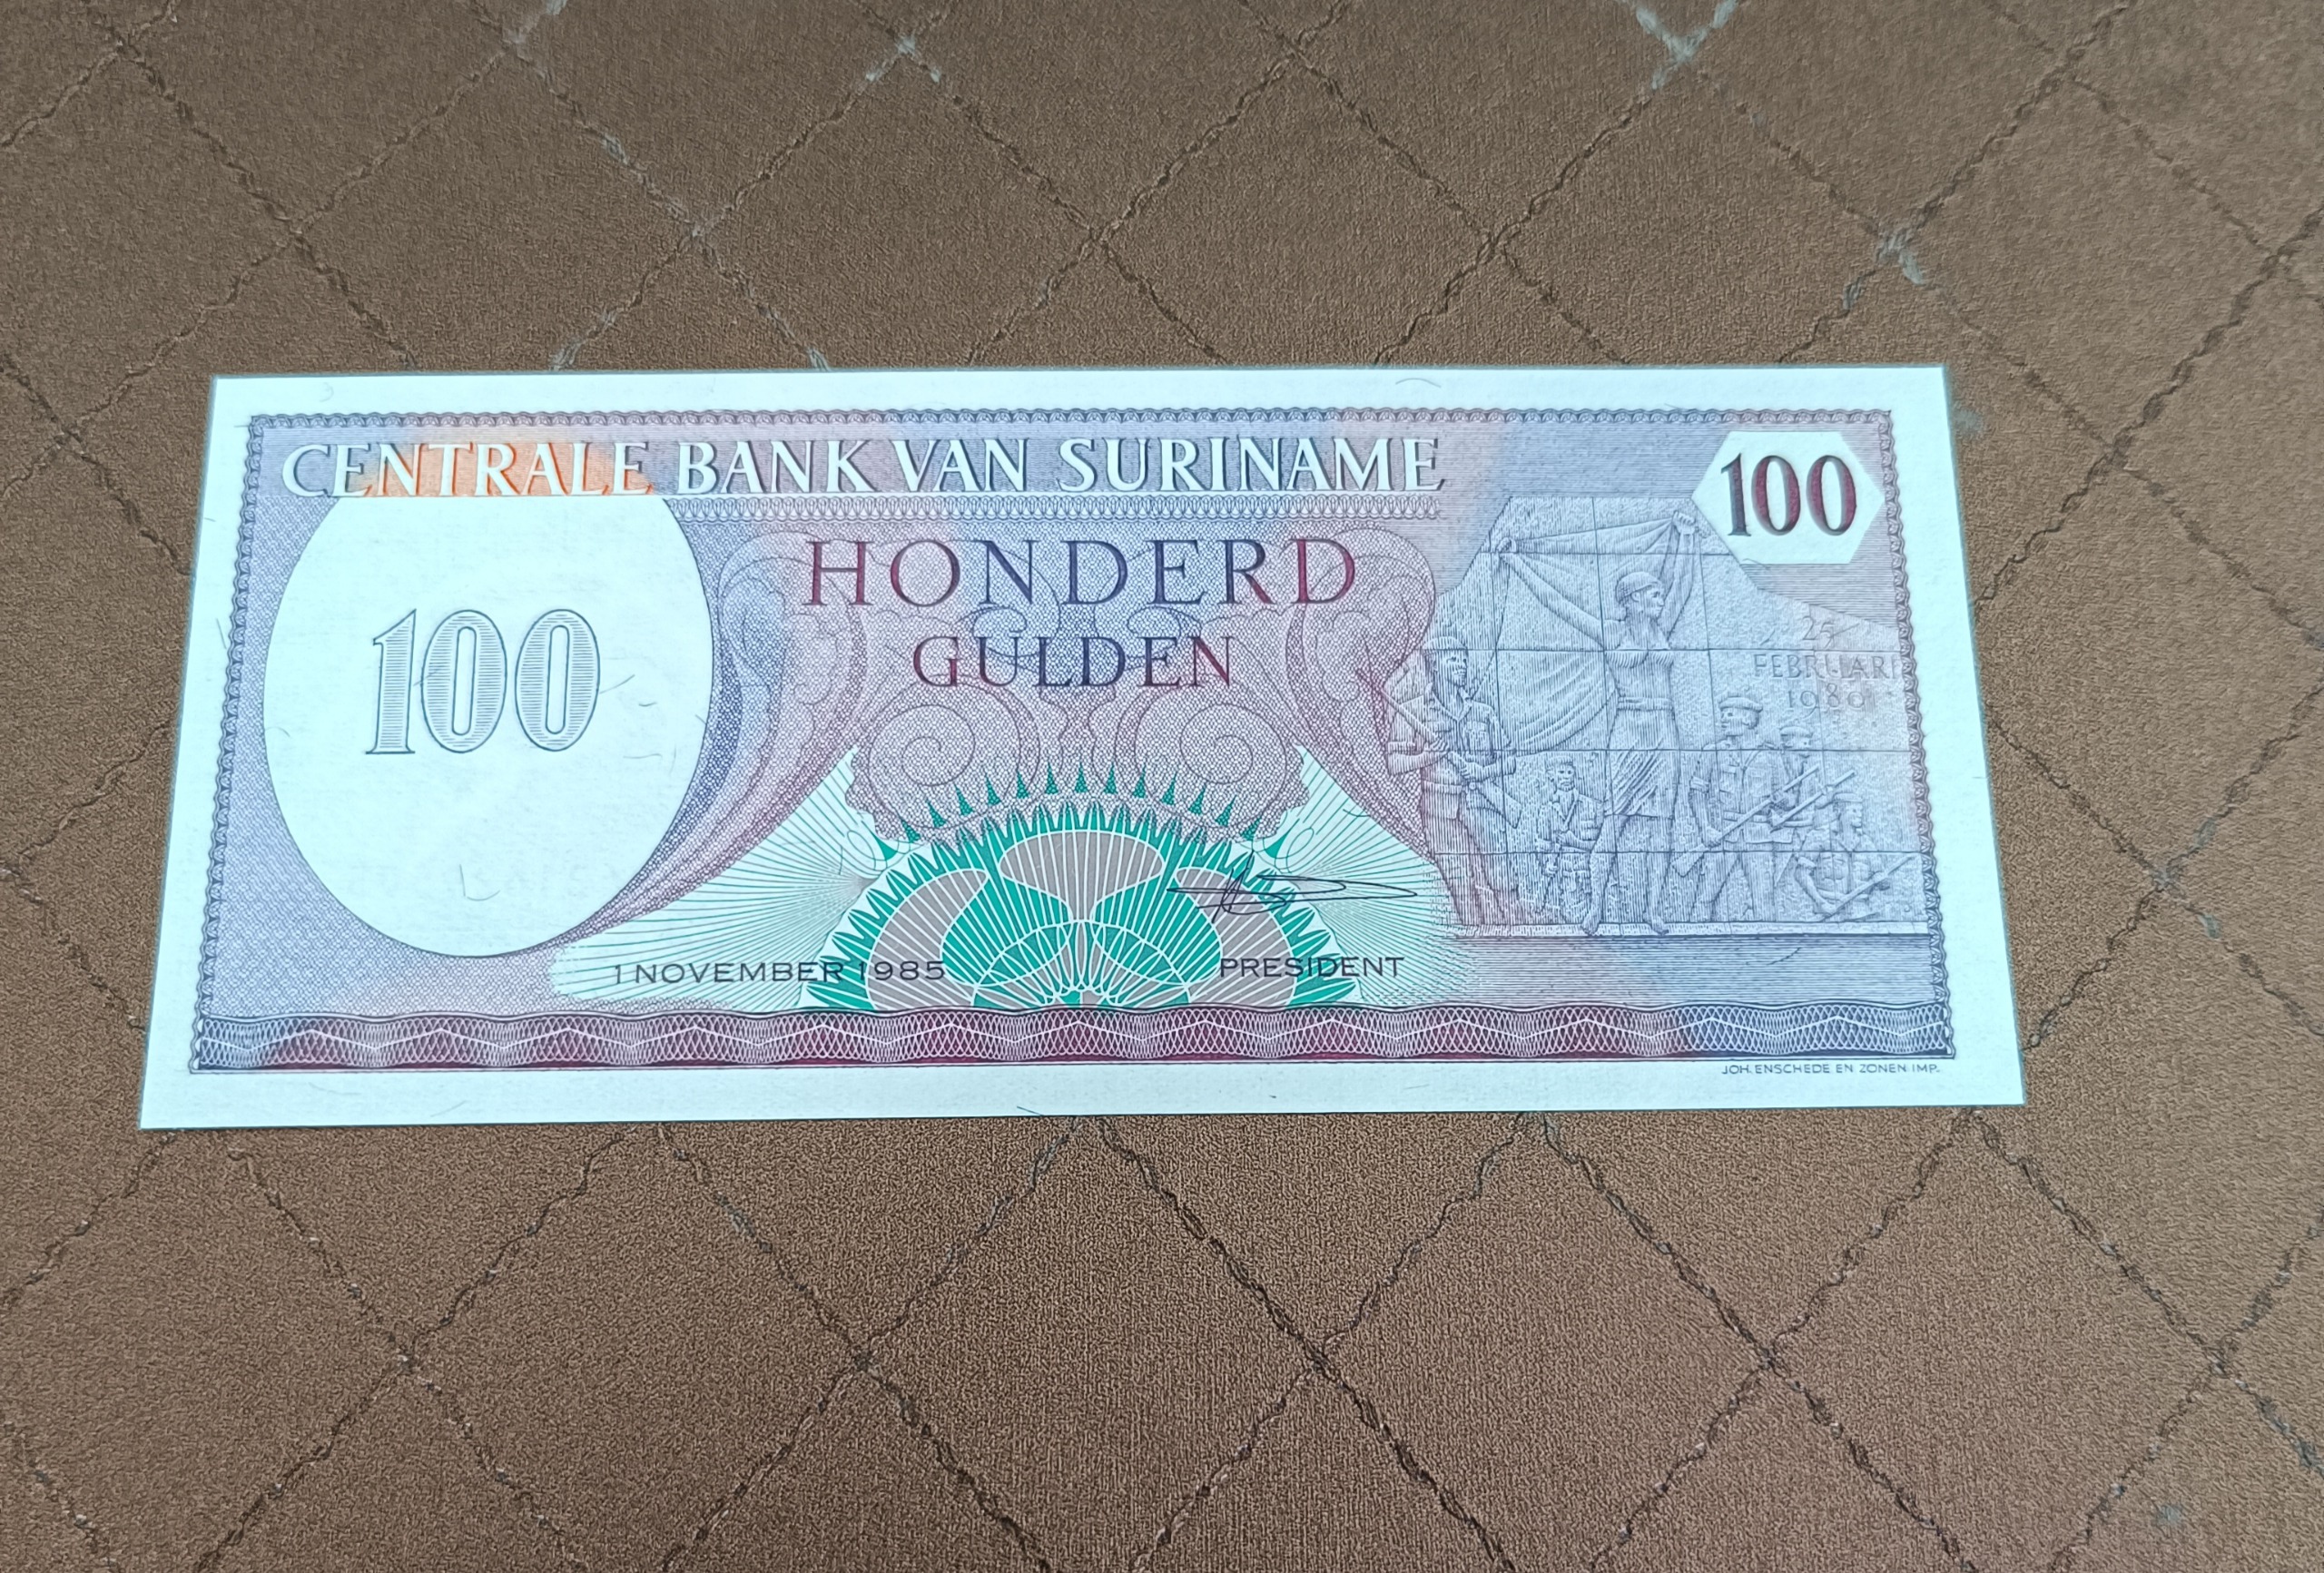 CENTRALE BANK VAN SURINAME
100
HONDERD
GULDEN
100
25
FEBRUARI
1980
1 NOVEMBER 1985
PRESIDENT
JOH. ENSCHEDE EN ZONEN IMP.